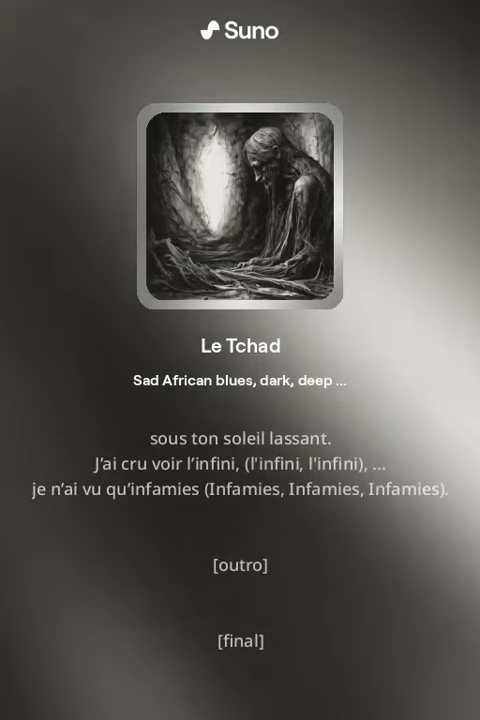 Suno
Le Tchad
Sad African blues, dark, deep ...
sous ton soleil lassant.
J’ai cru voir l’infini, (l'infini, l'infini), ...
je n’ai vu qu’infamies (Infamies, Infamies, Infamies).
[outro]
[final]